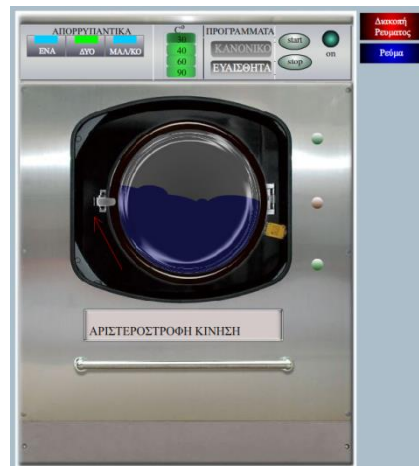 ΑΠΟΡΡΥΠΑΝΤΙΚΑ
ΕΝΑ ΔΥΟ ΜΑΛ/ΚΟ
C°
30
40
60
90
ΠΡΟΓΡΑΜΜΑΤΑ
ΚΑΝΟΝΙΚΟ
ΕΥΑΙΣΘΗΤΑ
start
stop
on
Διακοπή
Ρευματος
Ρεύμα
ΑΡΙΣΤΕΡΟΣΤΡΟΦΗ ΚΙΝΗΣΗ